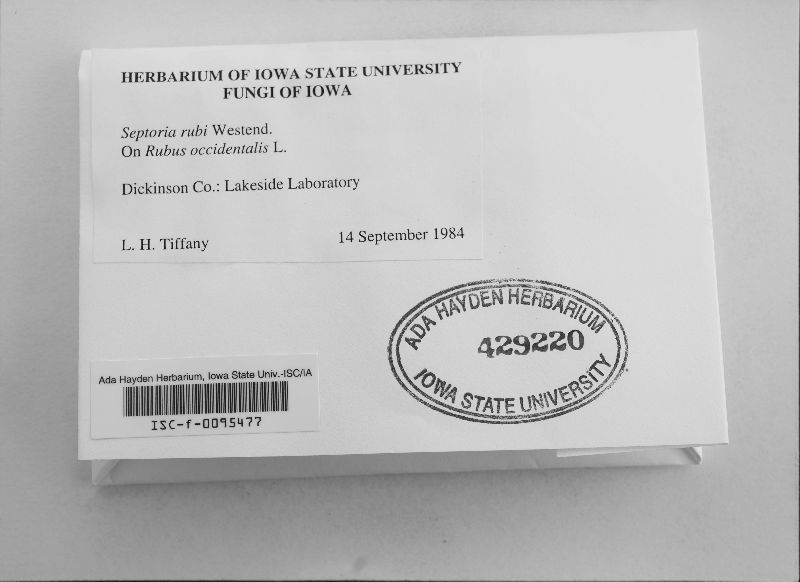 HERBARIUM OF IOWA STATE UNIVERSITY
FUNGI OF IOWA
Septoria rubi Westend.
On Rubus occidentalis L.
Dickinson Co.: Lakeside Laboratory
L. H. Tiffany
14 September 1984
ADA HAYDEN HERBARIUM
429220
IOWA STATE UNIVERSITY
Ada Hayden Herbarium, Iowa State Univ.-ISC/IA
ISC-f-0095477